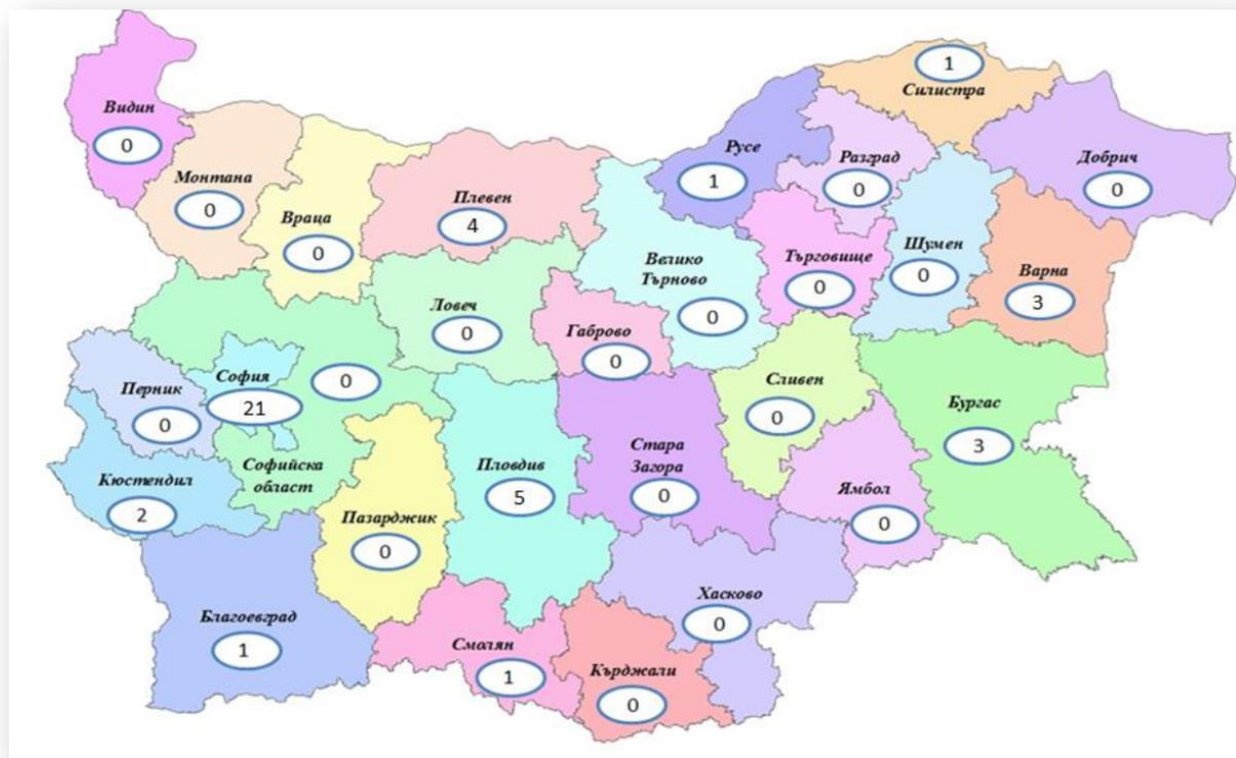 1
Силистра
Видин
0
Русе
1
Разград
0
Добрич
0
Монтана
0
Враца
0
Плевен
4
Велико
Търново
0
Търговище
0
Шумен
0
Варна
3
Ловеч
0
Габрово
0
Перник
0
София
21
0
Сливен
0
Бургас
3
Кюстендил
2
Софийска
област
Пазарджик
0
Пловдив
5
Стара
Загора
0
Ямбол
0
Благоевград
1
Смолян
1
Хасково
0
Кърджали
0